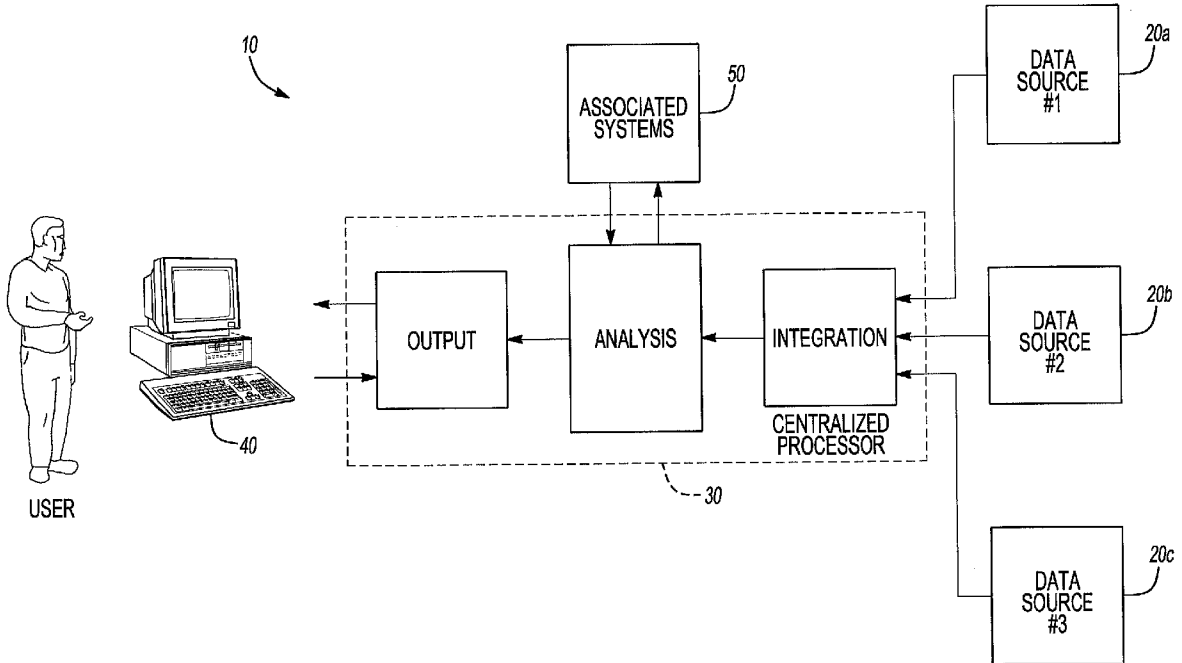 10
ASSOCIATED
SYSTEMS
50
DATA
SOURCE
#1
20a
OUTPUT
ANALYSIS
INTEGRATION
CENTRALIZED
PROCESSOR
DATA
SOURCE
#2
20b
40
30
USER
DATA
SOURCE
#3
20c